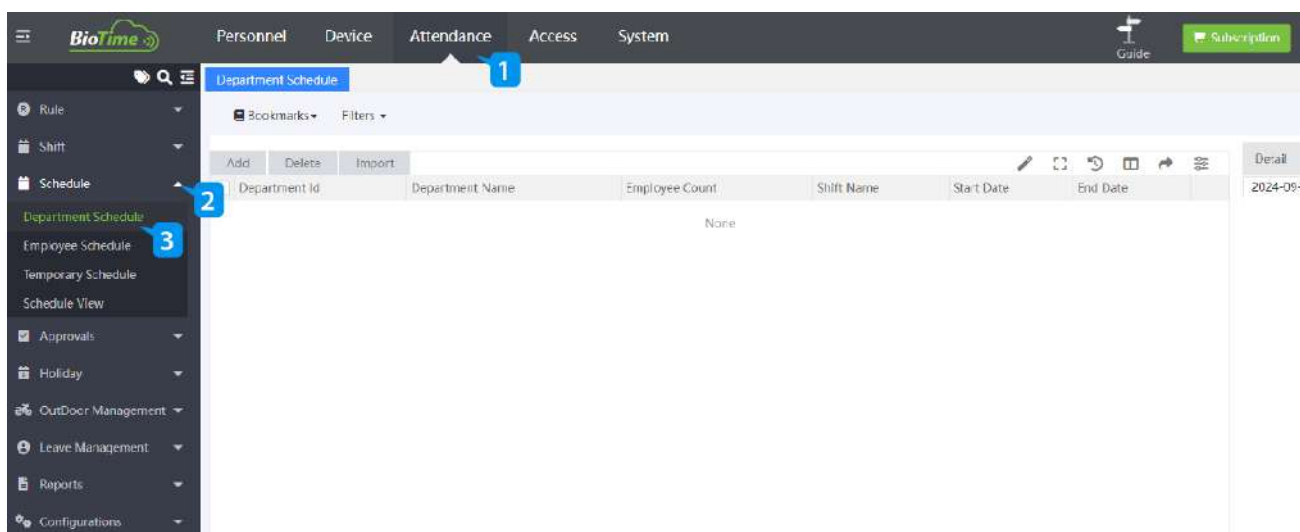 BioTime
Personnel Device Attendance Access System
Guide
Subscription
1
Department Schedule
Rule
Bookmarks Filters
Shift
Add Delete Import
Detail
Schedule
2
Department Id Department Name Employee Count Shift Name Start Date End Date
2024-09-
Department Schedule
3
None
Employee Schedule
Temporary Schedule
Schedule View
Approvals
Holiday
OutDoor Management
Leave Management
Reports
Configurations